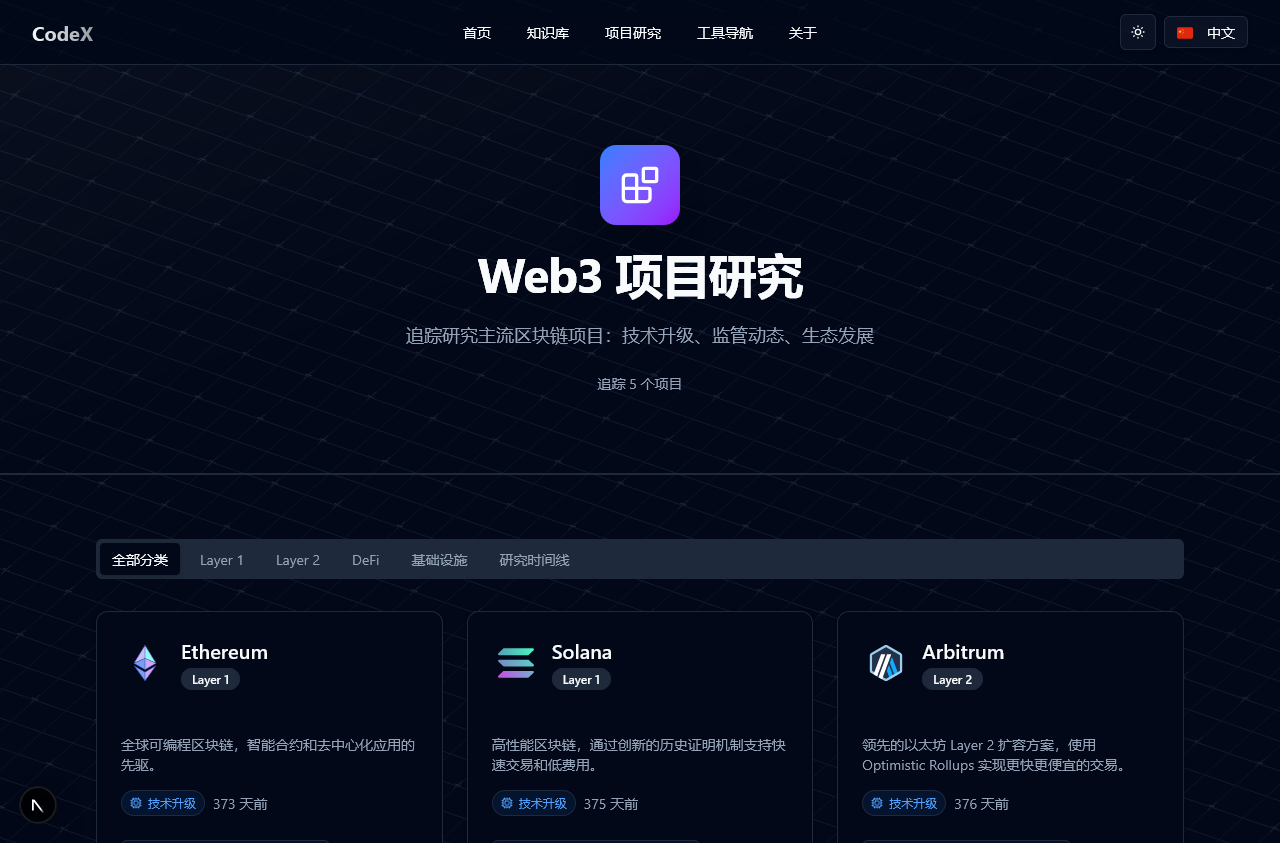 CodeX
首页
知识库
项目研究
工具导航
关于
中文
Web3 项目研究
追踪研究主流区块链项目：技术升级、监管动态、生态发展
追踪 5 个项目
全部分类
Layer 1
Layer 2
DeFi
基础设施
研究时间线
Ethereum
Layer 1
全球可编程区块链，智能合约和去中心化应用的
先驱。
技术升级
373 天前
Solana
Layer 1
高性能区块链，通过创新的历史证明机制支持快
速交易和低费用。
技术升级
375 天前
Arbitrum
Layer 2
领先的以太坊 Layer 2 扩容方案，使用
Optimistic Rollups 实现更快更便宜的交易。
技术升级
376 天前